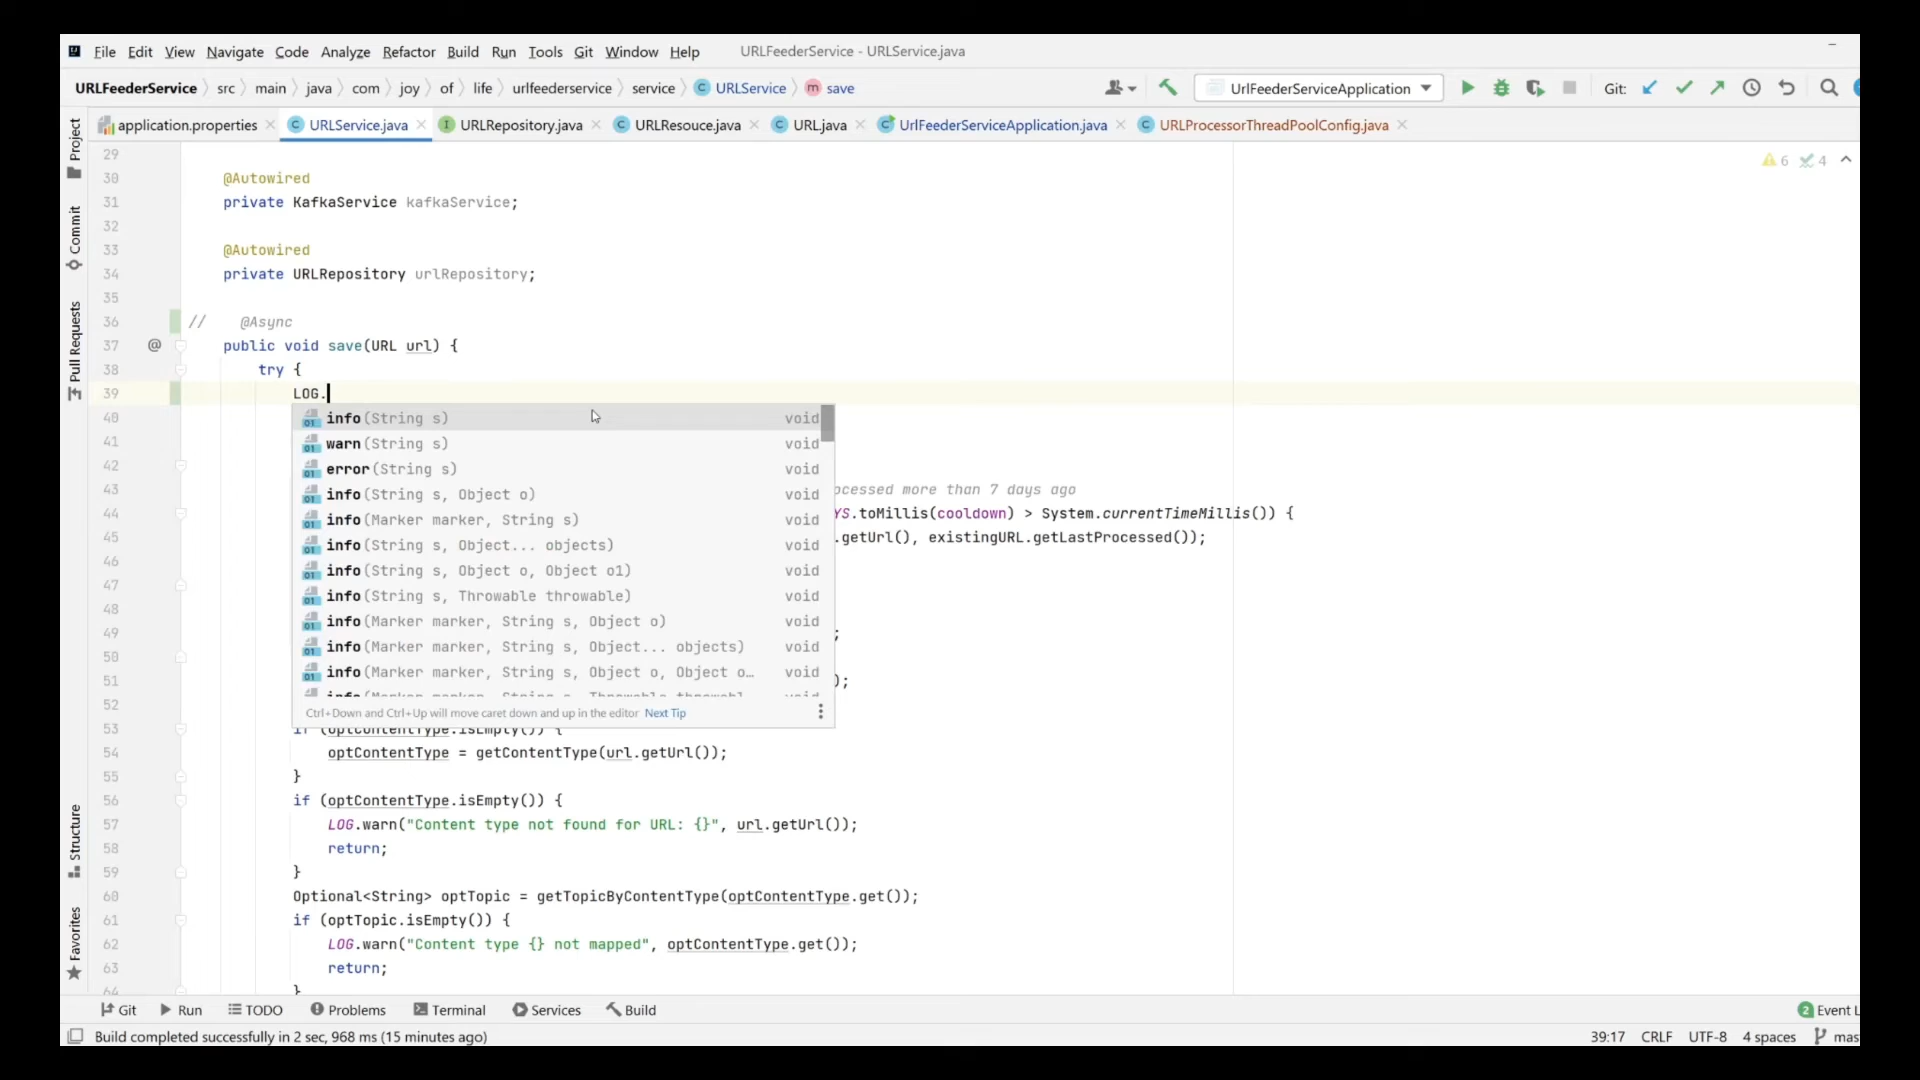 File Edit View Navigate Code Analyze Refactor Build Run Tools Git Window Help URLFeederService - URLService.java
URLFeederService src main java com joy of life urlfeederservice service URLService save UrlFeederServiceApplication Git:
application.properties URLService.java URLRepository.java URLResouce.java URL.java UrlFeederServiceApplication.java URLProcessorThreadPoolConfig.java
Project
Commit
Pull Requests
Structure
Favorites
6 4
29
30 @Autowired
31 private KafkaService kafkaService;
32
33 @Autowired
34 private URLRepository urlRepository;
35
36 // @Async
37 @ public void save(URL url) {
38 try {
39 LOG.
40 info(String s) void
41 warn(String s) void
42 error(String s) void
43 info(String s, Object o) void ocessed more than 7 days ago
44 info(Marker marker, String s) void YS.toMillis(cooldown) > System.currentTimeMillis()) {
45 info(String s, Object... objects) void .getUrl(), existingURL.getLastProcessed());
46 info(String s, Object o, Object o1) void
47 info(String s, Throwable throwable) void
48 info(Marker marker, String s, Object o) void
49 info(Marker marker, String s, Object... objects) void ;
50 info(Marker marker, String s, Object o, Object o… void
51 );
52 Ctrl+Down and Ctrl+Up will move caret down and up in the editor Next Tip
53 if (optContentType.isEmpty()) {
54 optContentType = getContentType(url.getUrl());
55 }
56 if (optContentType.isEmpty()) {
57 LOG.warn("Content type not found for URL: {}", url.getUrl());
58 return;
59 }
60 Optional<String> optTopic = getTopicByContentType(optContentType.get());
61 if (optTopic.isEmpty()) {
62 LOG.warn("Content type {} not mapped", optContentType.get());
63 return;
64 }
Git Run TODO Problems Terminal Services Build 2 Event L
Build completed successfully in 2 sec, 968 ms (15 minutes ago) 39:17 CRLF UTF-8 4 spaces mas